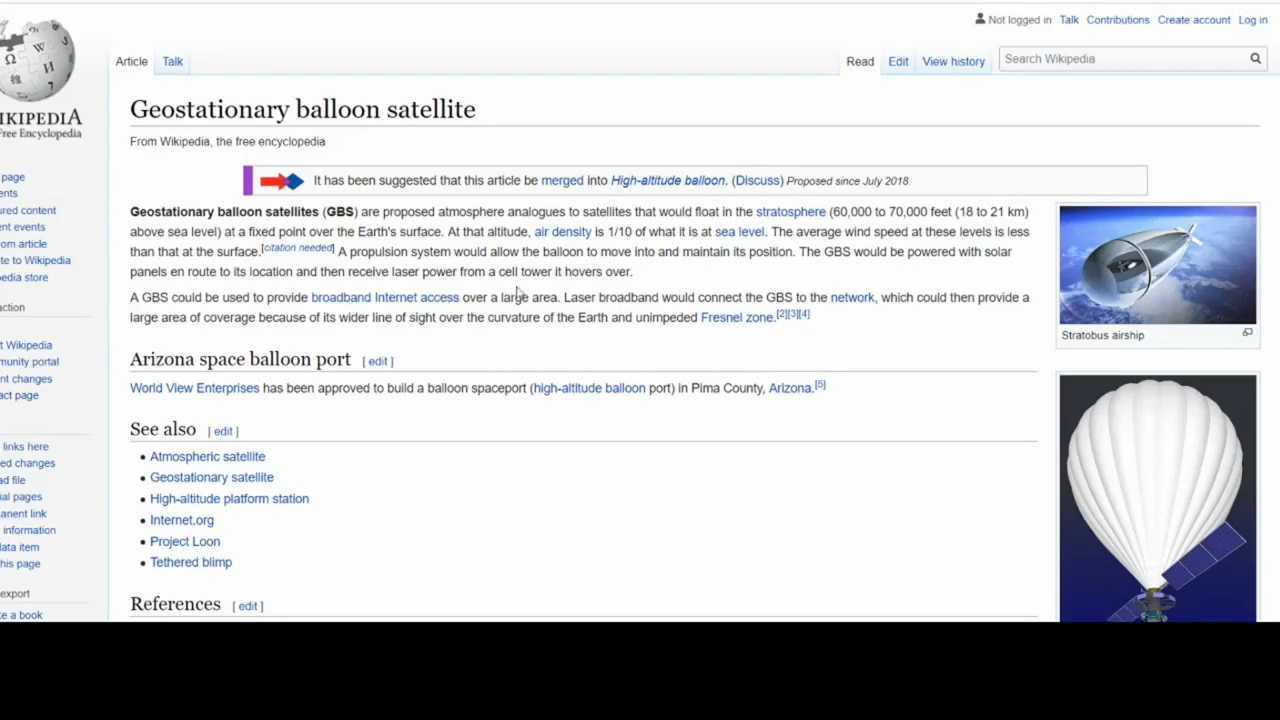 Not logged in Talk Contributions Create account Log in
Article Talk
Read Edit View history Search Wikipedia
IKIPEDIA
Free Encyclopedia
page
ents
ured content
ent events
om article
te to Wikipedia
pedia store
ction
t Wikipedia
munity portal
nt changes
act page
links here
ed changes
ad file
ial pages
anent link
information
data item
his page
export
te a book
Geostationary balloon satellite
From Wikipedia, the free encyclopedia
It has been suggested that this article be merged into High-altitude balloon. (Discuss) Proposed since July 2018.
Geostationary balloon satellites (GBS) are proposed atmosphere analogues to satellites that would float in the stratosphere (60,000 to 70,000 feet (18 to 21 km)
above sea level) at a fixed point over the Earth's surface. At that altitude, air density is 1/10 of what it is at sea level. The average wind speed at these levels is less
than that at the surface.[citation needed] A propulsion system would allow the balloon to move into and maintain its position. The GBS would be powered with solar
panels en route to its location and then receive laser power from a cell tower it hovers over.
A GBS could be used to provide broadband Internet access over a large area. Laser broadband would connect the GBS to the network, which could then provide a
large area of coverage because of its wider line of sight over the curvature of the Earth and unimpeded Fresnel zone.[2][3][4]
Arizona space balloon port [ edit ]
World View Enterprises has been approved to build a balloon spaceport (high-altitude balloon port) in Pima County, Arizona.[5]
See also [ edit ]
Atmospheric satellite
Geostationary satellite
High-altitude platform station
Internet.org
Project Loon
Tethered blimp
References [ edit ]
Stratobus airship